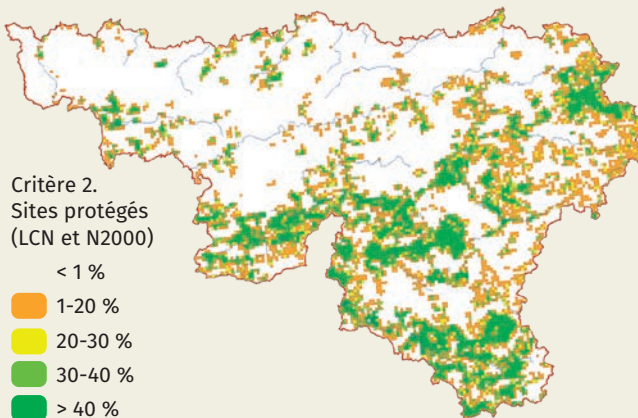 Critère 2.
Sites protégés
(LCN et N2000)
< 1 %
1-20 %
20-30 %
30-40 %
> 40 %